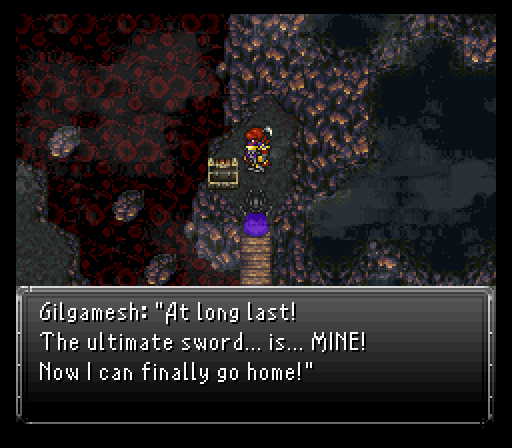 Gilgamesh: "At long last!
The ultimate sword... is... MINE!
Now I can finally go home!"